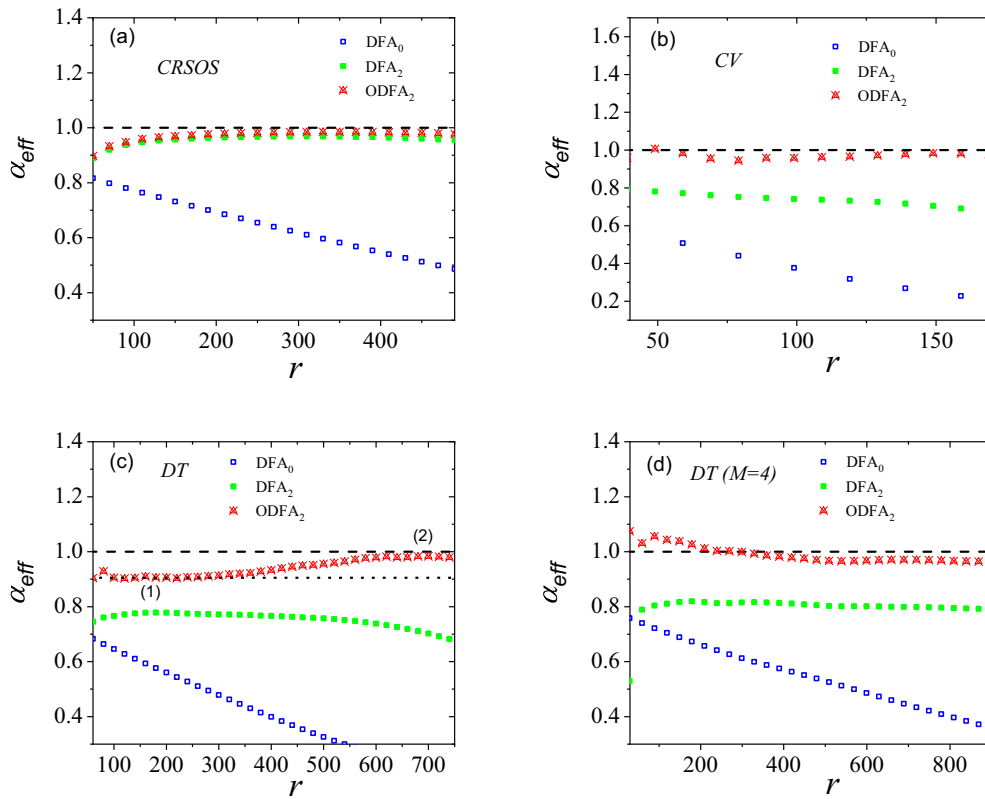 (a)
CRSOS
DFA0
DFA2
ODFA2
1.4
1.2
1.0
0.8
0.6
0.4
αeff
100
200
300
400
r
(b)
CV
DFA0
DFA2
ODFA2
1.6
1.4
1.2
1.0
0.8
0.6
0.4
0.2
αeff
50
100
150
r
(c)
DT
DFA0
DFA2
ODFA2
1.4
1.2
1.0
0.8
0.6
0.4
αeff
(1)
(2)
100
200
300
400
500
600
700
r
(d)
DT (M=4)
DFA0
DFA2
ODFA2
1.4
1.2
1.0
0.8
0.6
0.4
αeff
200
400
600
800
r